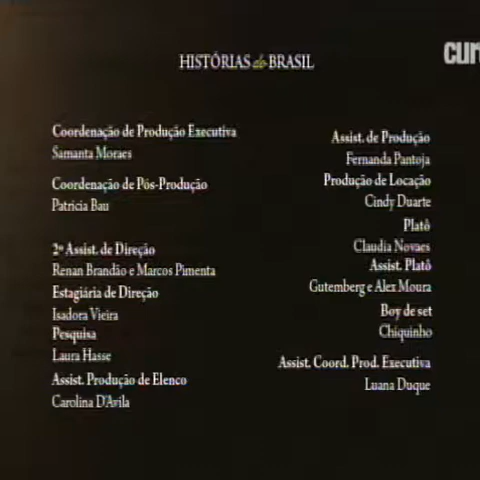 HISTÓRIAS do BRASIL
cur
Coordenação de Produção Executiva
Samanta Moraes
Coordenação de Pós-Produção
Patricia Bau
2º Assist. de Direção
Renan Brandão e Marcos Pimenta
Estagiária de Direção
Isadora Vieira
Pesquisa
Laura Hasse
Assist. Produção de Elenco
Carolina D'Avila
Assist. de Produção
Fernanda Pantoja
Produção de Locação
Cindy Duarte
Platô
Claudia Novaes
Assist. Platô
Gutemberg e Alex Moura
Boy de set
Chiquinho
Assist. Coord. Prod. Executiva
Luana Duque